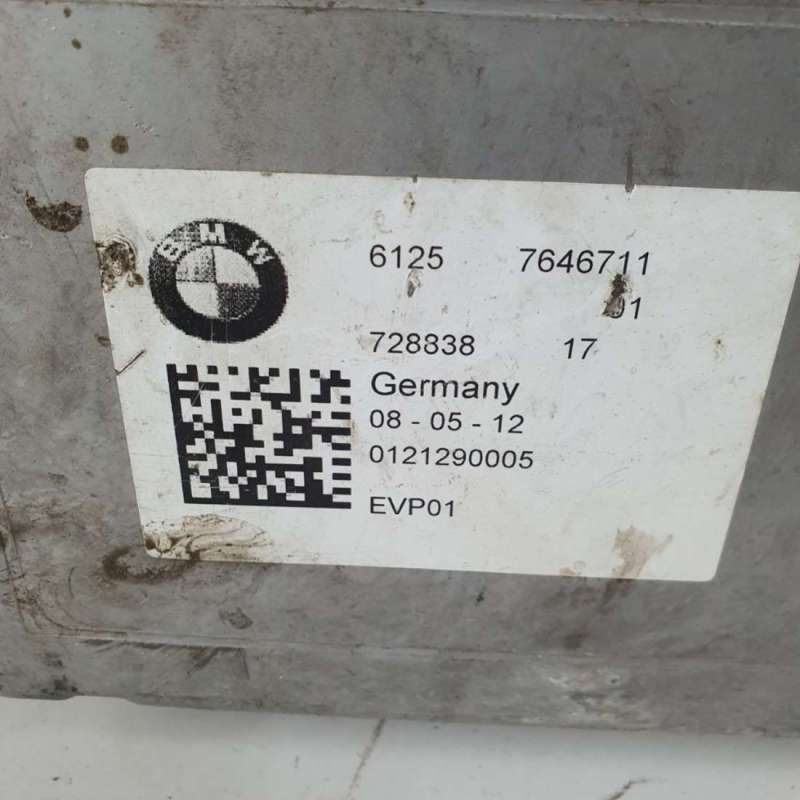 BMW
6125 7646711
01
728838 17
Germany
08 - 05 - 12
0121290005
EVP01